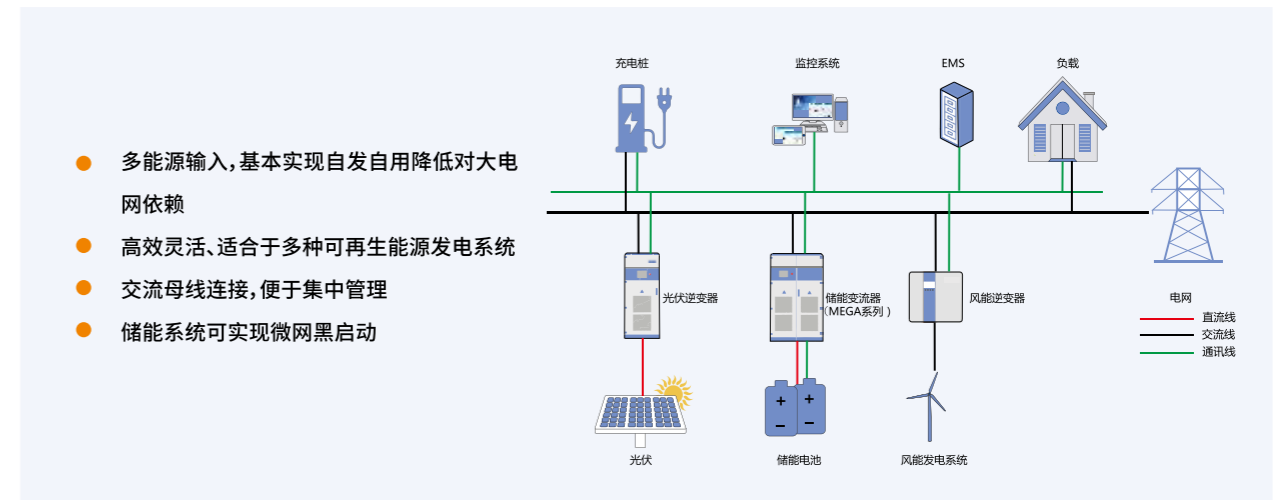 多能源输入,基本实现自发自用降低对大电
网依赖
高效灵活、适合于多种可再生能源发电系统
交流母线连接,便于集中管理
储能系统可实现微网黑启动
充电桩
监控系统
EMS
负载
光伏逆变器
储能变流器
(MEGA系列 )
风能逆变器
电网
直流线
交流线
通讯线
光伏
储能电池
风能发电系统